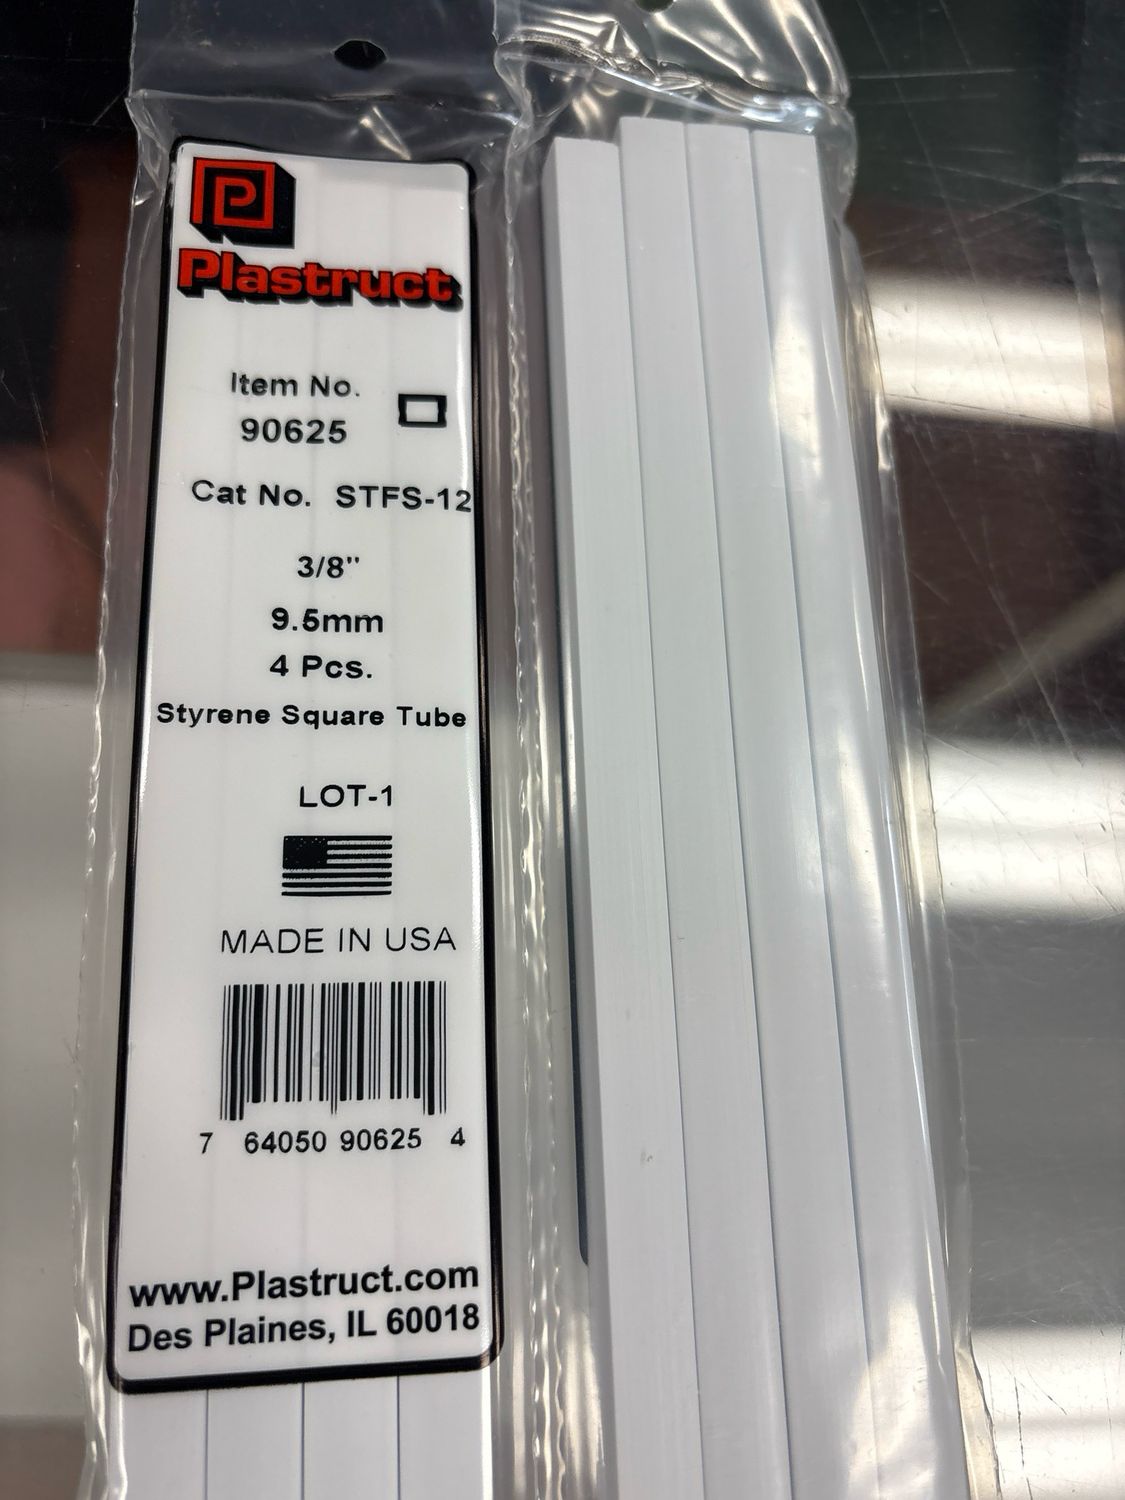 P
Plastruct
Item No.
90625
Cat No. STFS-12
3/8"
9.5mm
4 Pcs.
Styrene Square Tube
LOT-1
MADE IN USA
7 64050 90625 4
www.Plastruct.com
Des Plaines, IL 60018